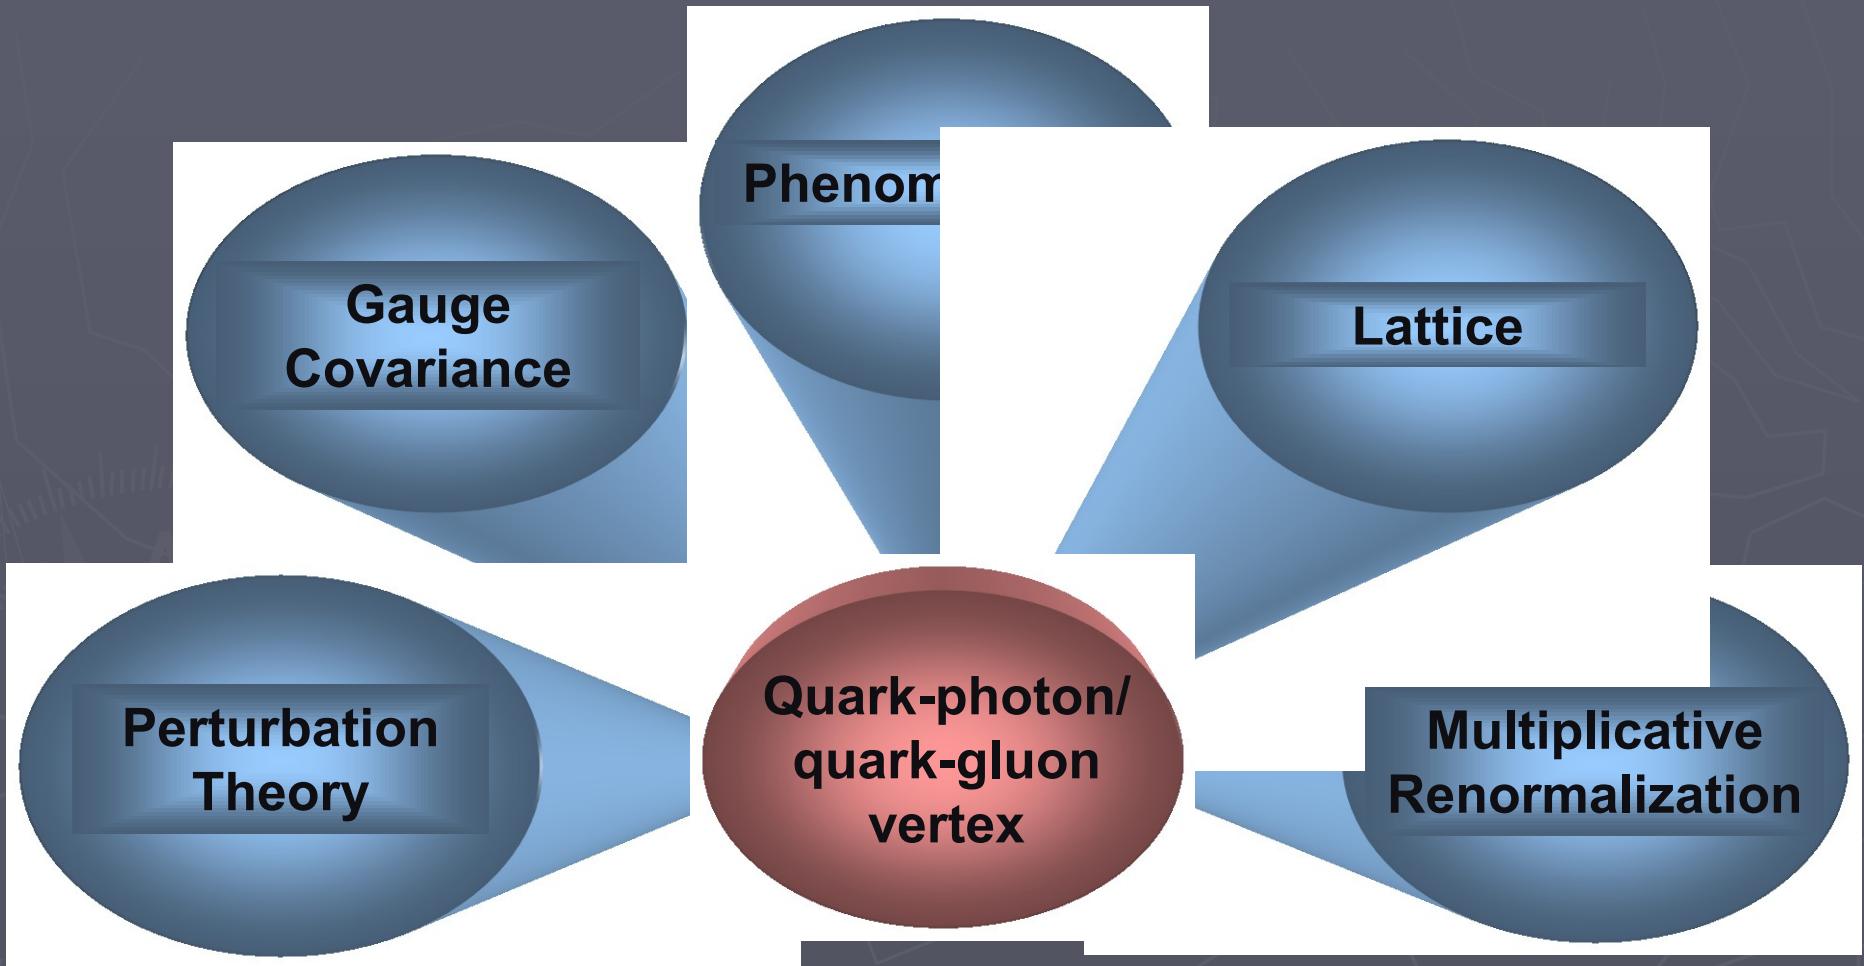 Phenom
Gauge
Covariance
Lattice
Perturbation
Theory
Quark-photon/
quark-gluon
vertex
Multiplicative
Renormalization